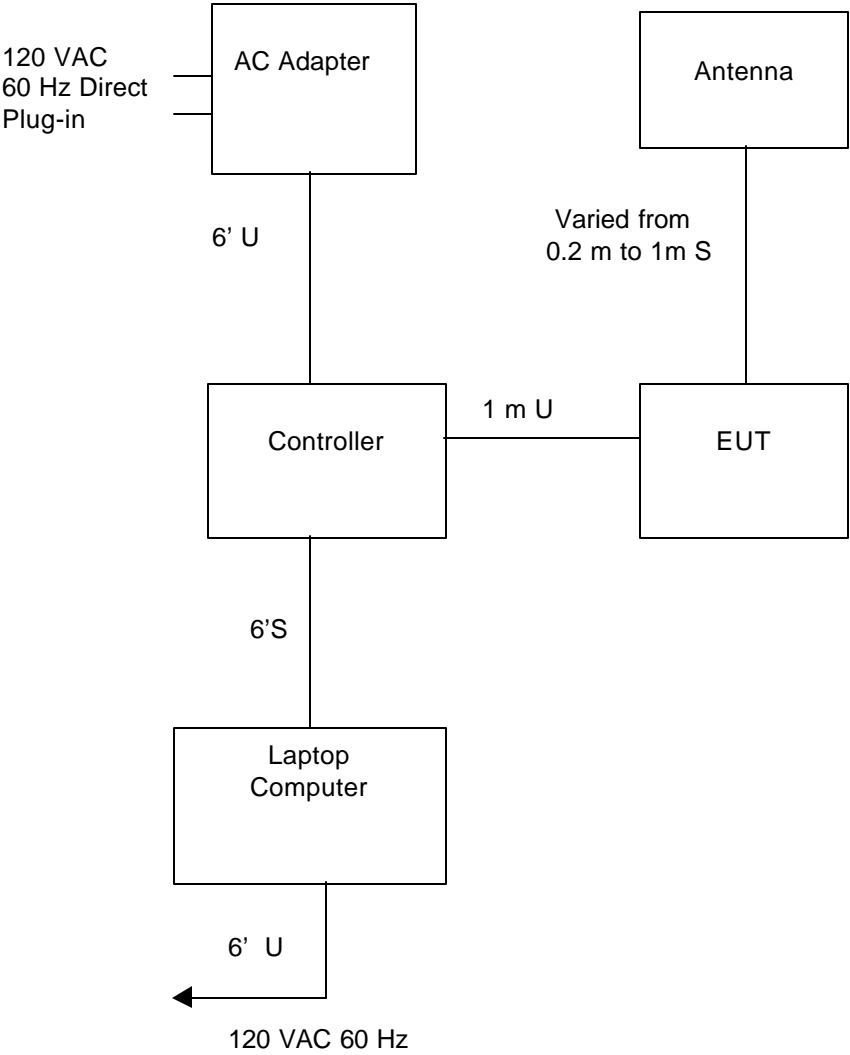 120 VAC
60 Hz Direct
Plug-in
AC Adapter
Antenna
6’ U
Varied from
0.2 m to 1m S
Controller
1 m U
EUT
6’S
Laptop
Computer
6’ U
120 VAC 60 Hz